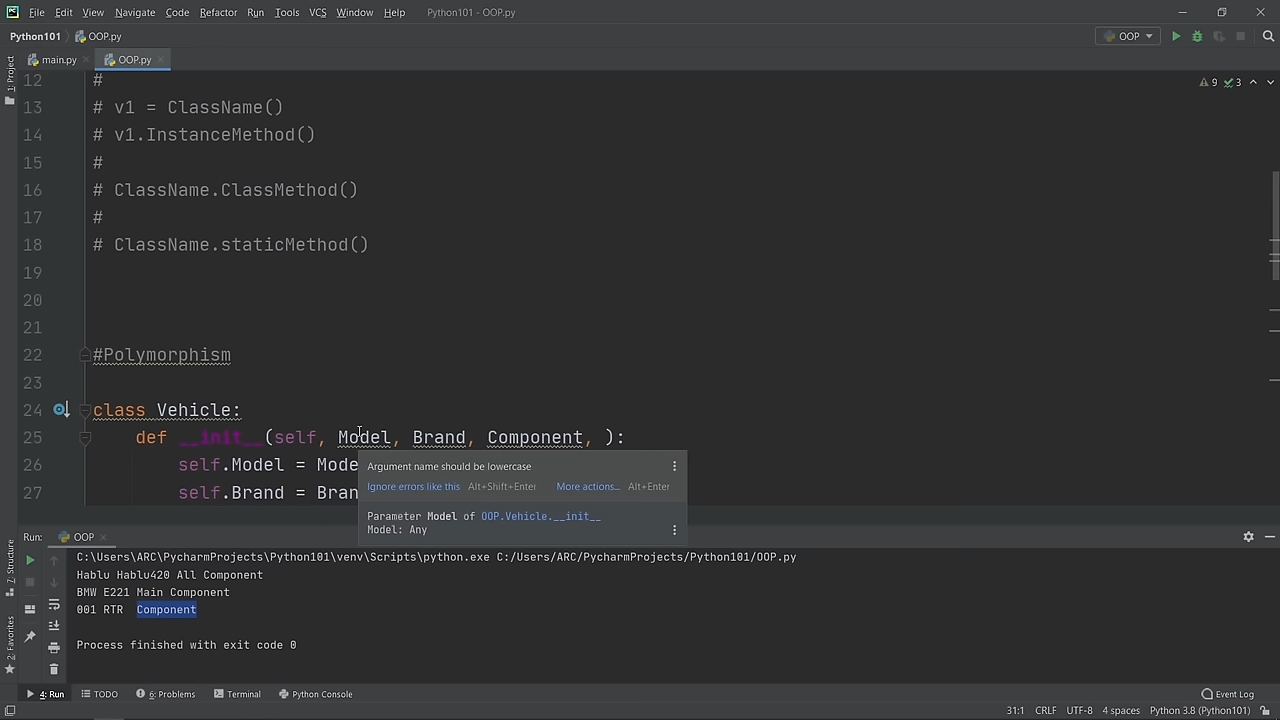 File Edit View Navigate Code Refactor Run Tools VCS Window Help Python101 - OOP.py
Python101 OOP.py OOP
main.py OOP.py
1: Project
9 3
12 #
13 # v1 = ClassName()
14 # v1.InstanceMethod()
15 #
16 # ClassName.ClassMethod()
17 #
18 # ClassName.staticMethod()
19
20
21
22 #Polymorphism
23
24 class Vehicle:
25 def __init__(self, Model, Brand, Component, ):
26 self.Model = Mode
27 self.Brand = Bran
Argument name should be lowercase
Ignore errors like this Alt+Shift+Enter More actions... Alt+Enter
Parameter Model of OOP.Vehicle.__init__
Model: Any
Run: OOP
C:\Users\ARC\PycharmProjects\Python101\venv\Scripts\python.exe C:/Users/ARC/PycharmProjects/Python101/OOP.py
Hablu Hablu420 All Component
BMW E221 Main Component
001 RTR Component
Process finished with exit code 0
7: Structure
2: Favorites
4: Run TODO 6: Problems Terminal Python Console Event Log
31:1 CRLF UTF-8 4 spaces Python 3.8 (Python101)